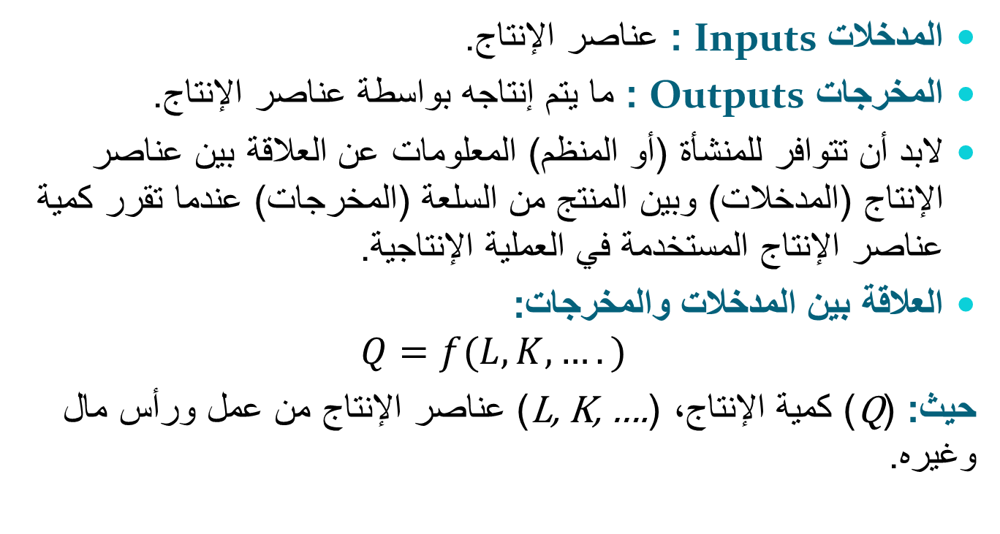 • المدخلات Inputs : عناصر الإنتاج.
• المخرجات Outputs : ما يتم إنتاجه بواسطة عناصر الإنتاج.
• لابد أن تتوافر للمنشأة (أو المنظم) المعلومات عن العلاقة بين عناصر
الإنتاج (المدخلات) وبين المنتج من السلعة (المخرجات) عندما تقرر كمية
عناصر الإنتاج المستخدمة في العملية الإنتاجية.
• العلاقة بين المدخلات والمخرجات:
Q = f(L, K, ... . )
حيث: (Q) كمية الإنتاج، (L, K, ....) عناصر الإنتاج من عمل ورأس مال
وغيره.